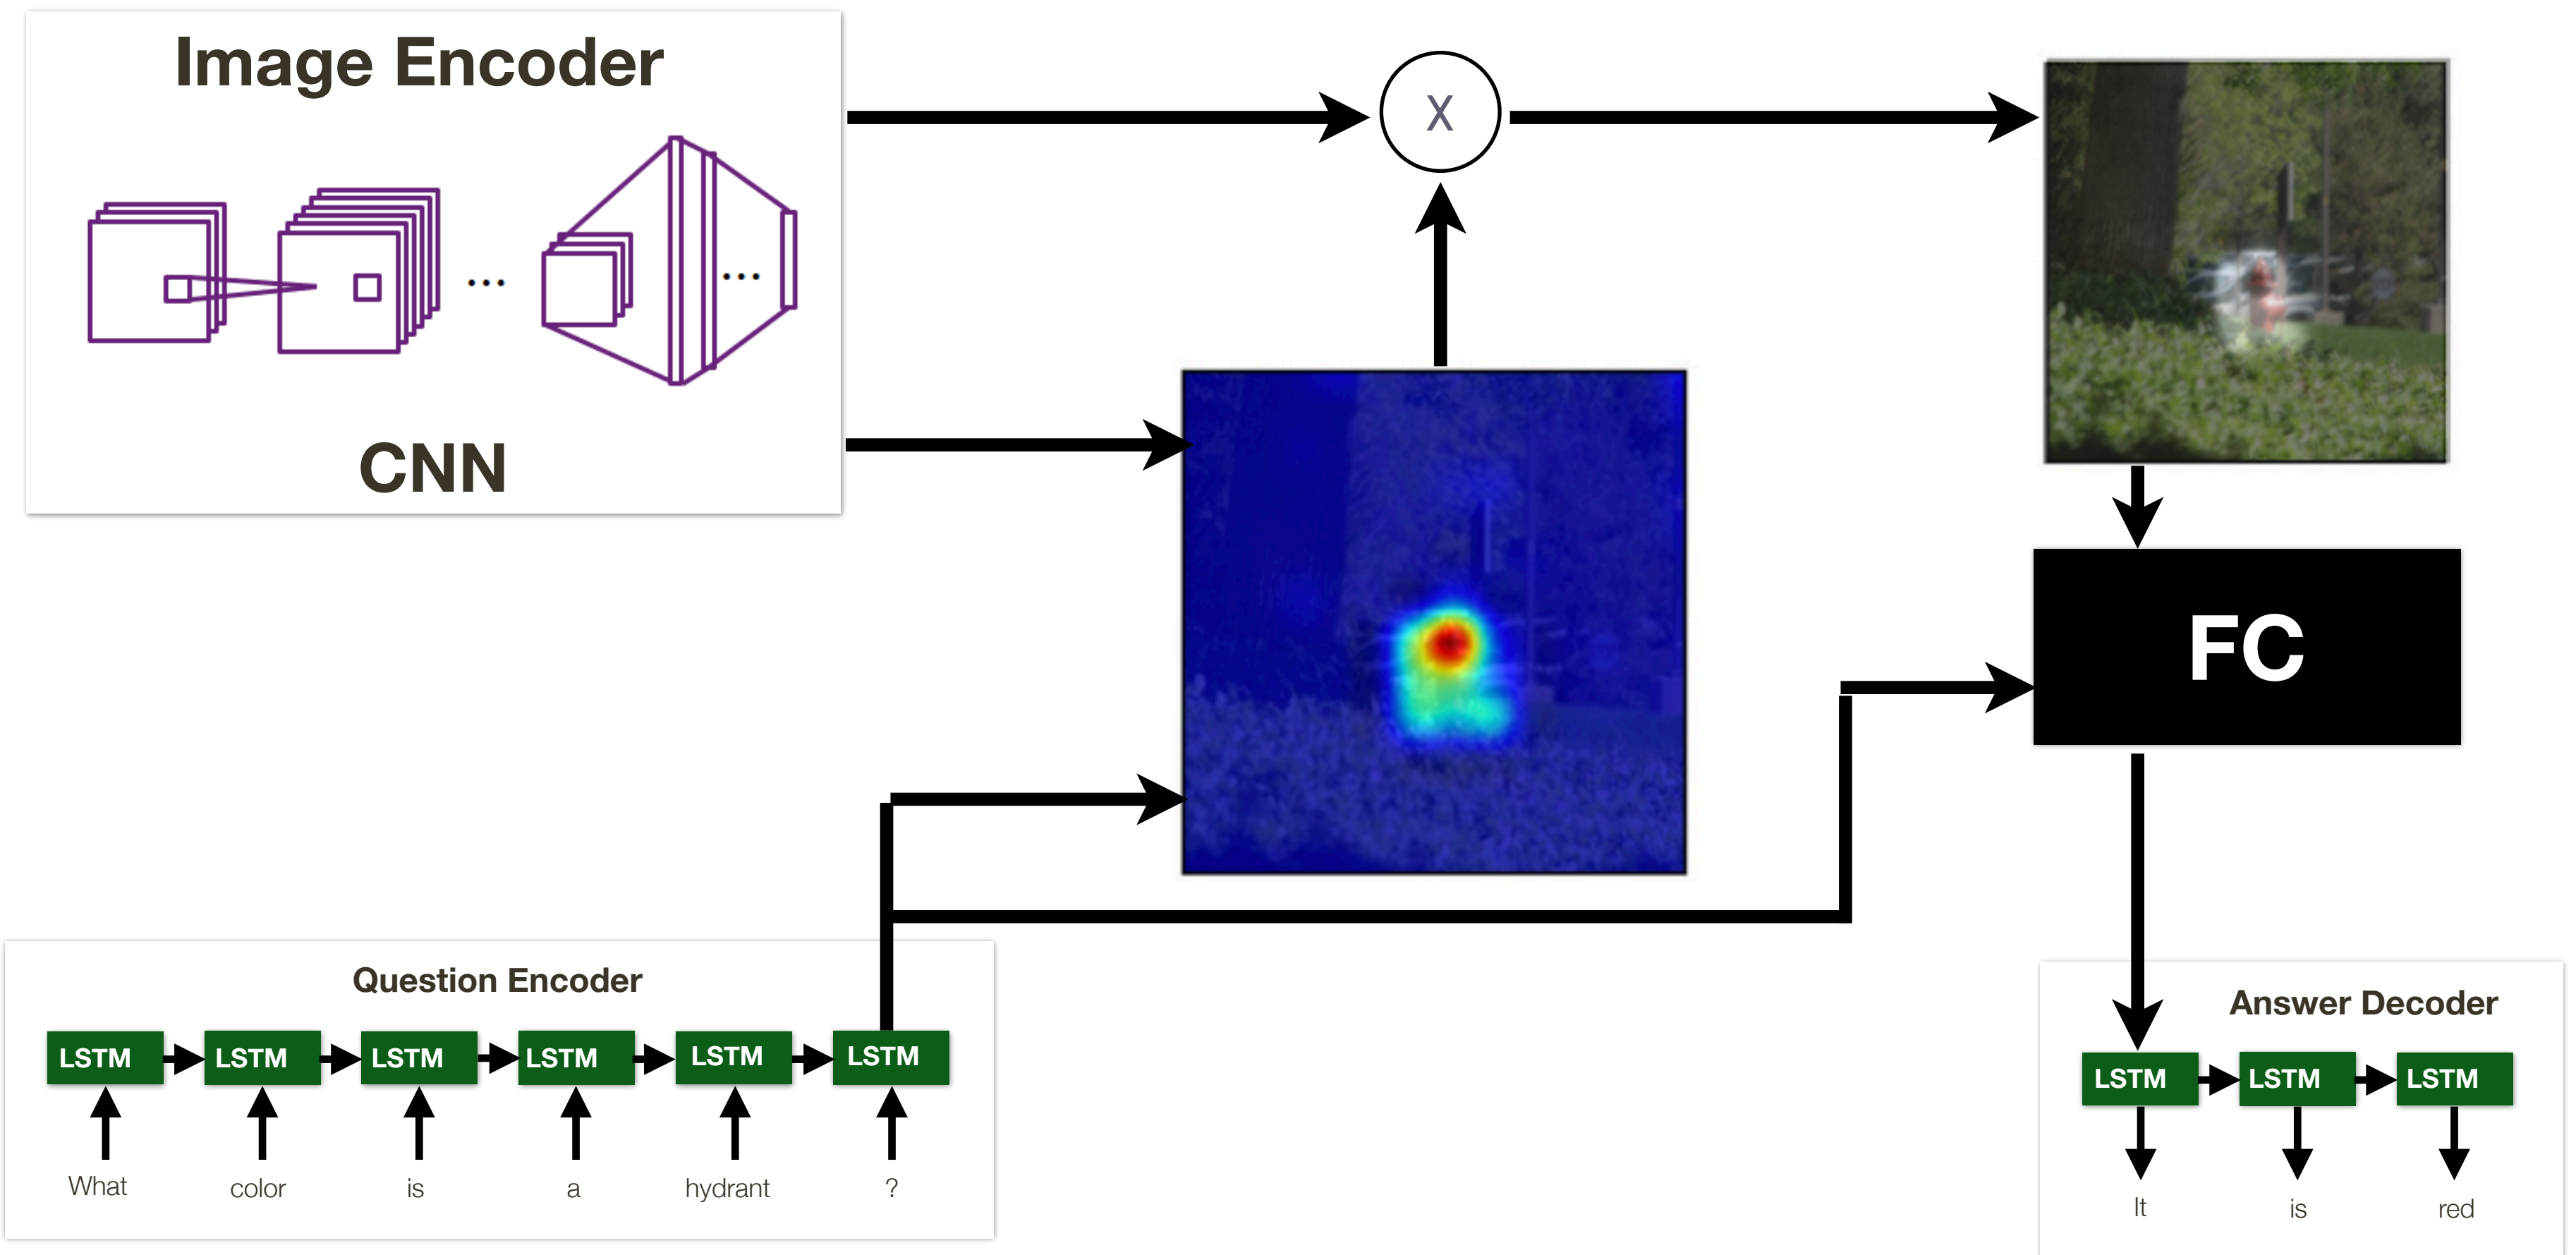 Image Encoder
...
...
CNN
X
FC
Question Encoder
LSTM LSTM LSTM LSTM LSTM LSTM
What color is a hydrant ?
Answer Decoder
LSTM LSTM LSTM
It is red